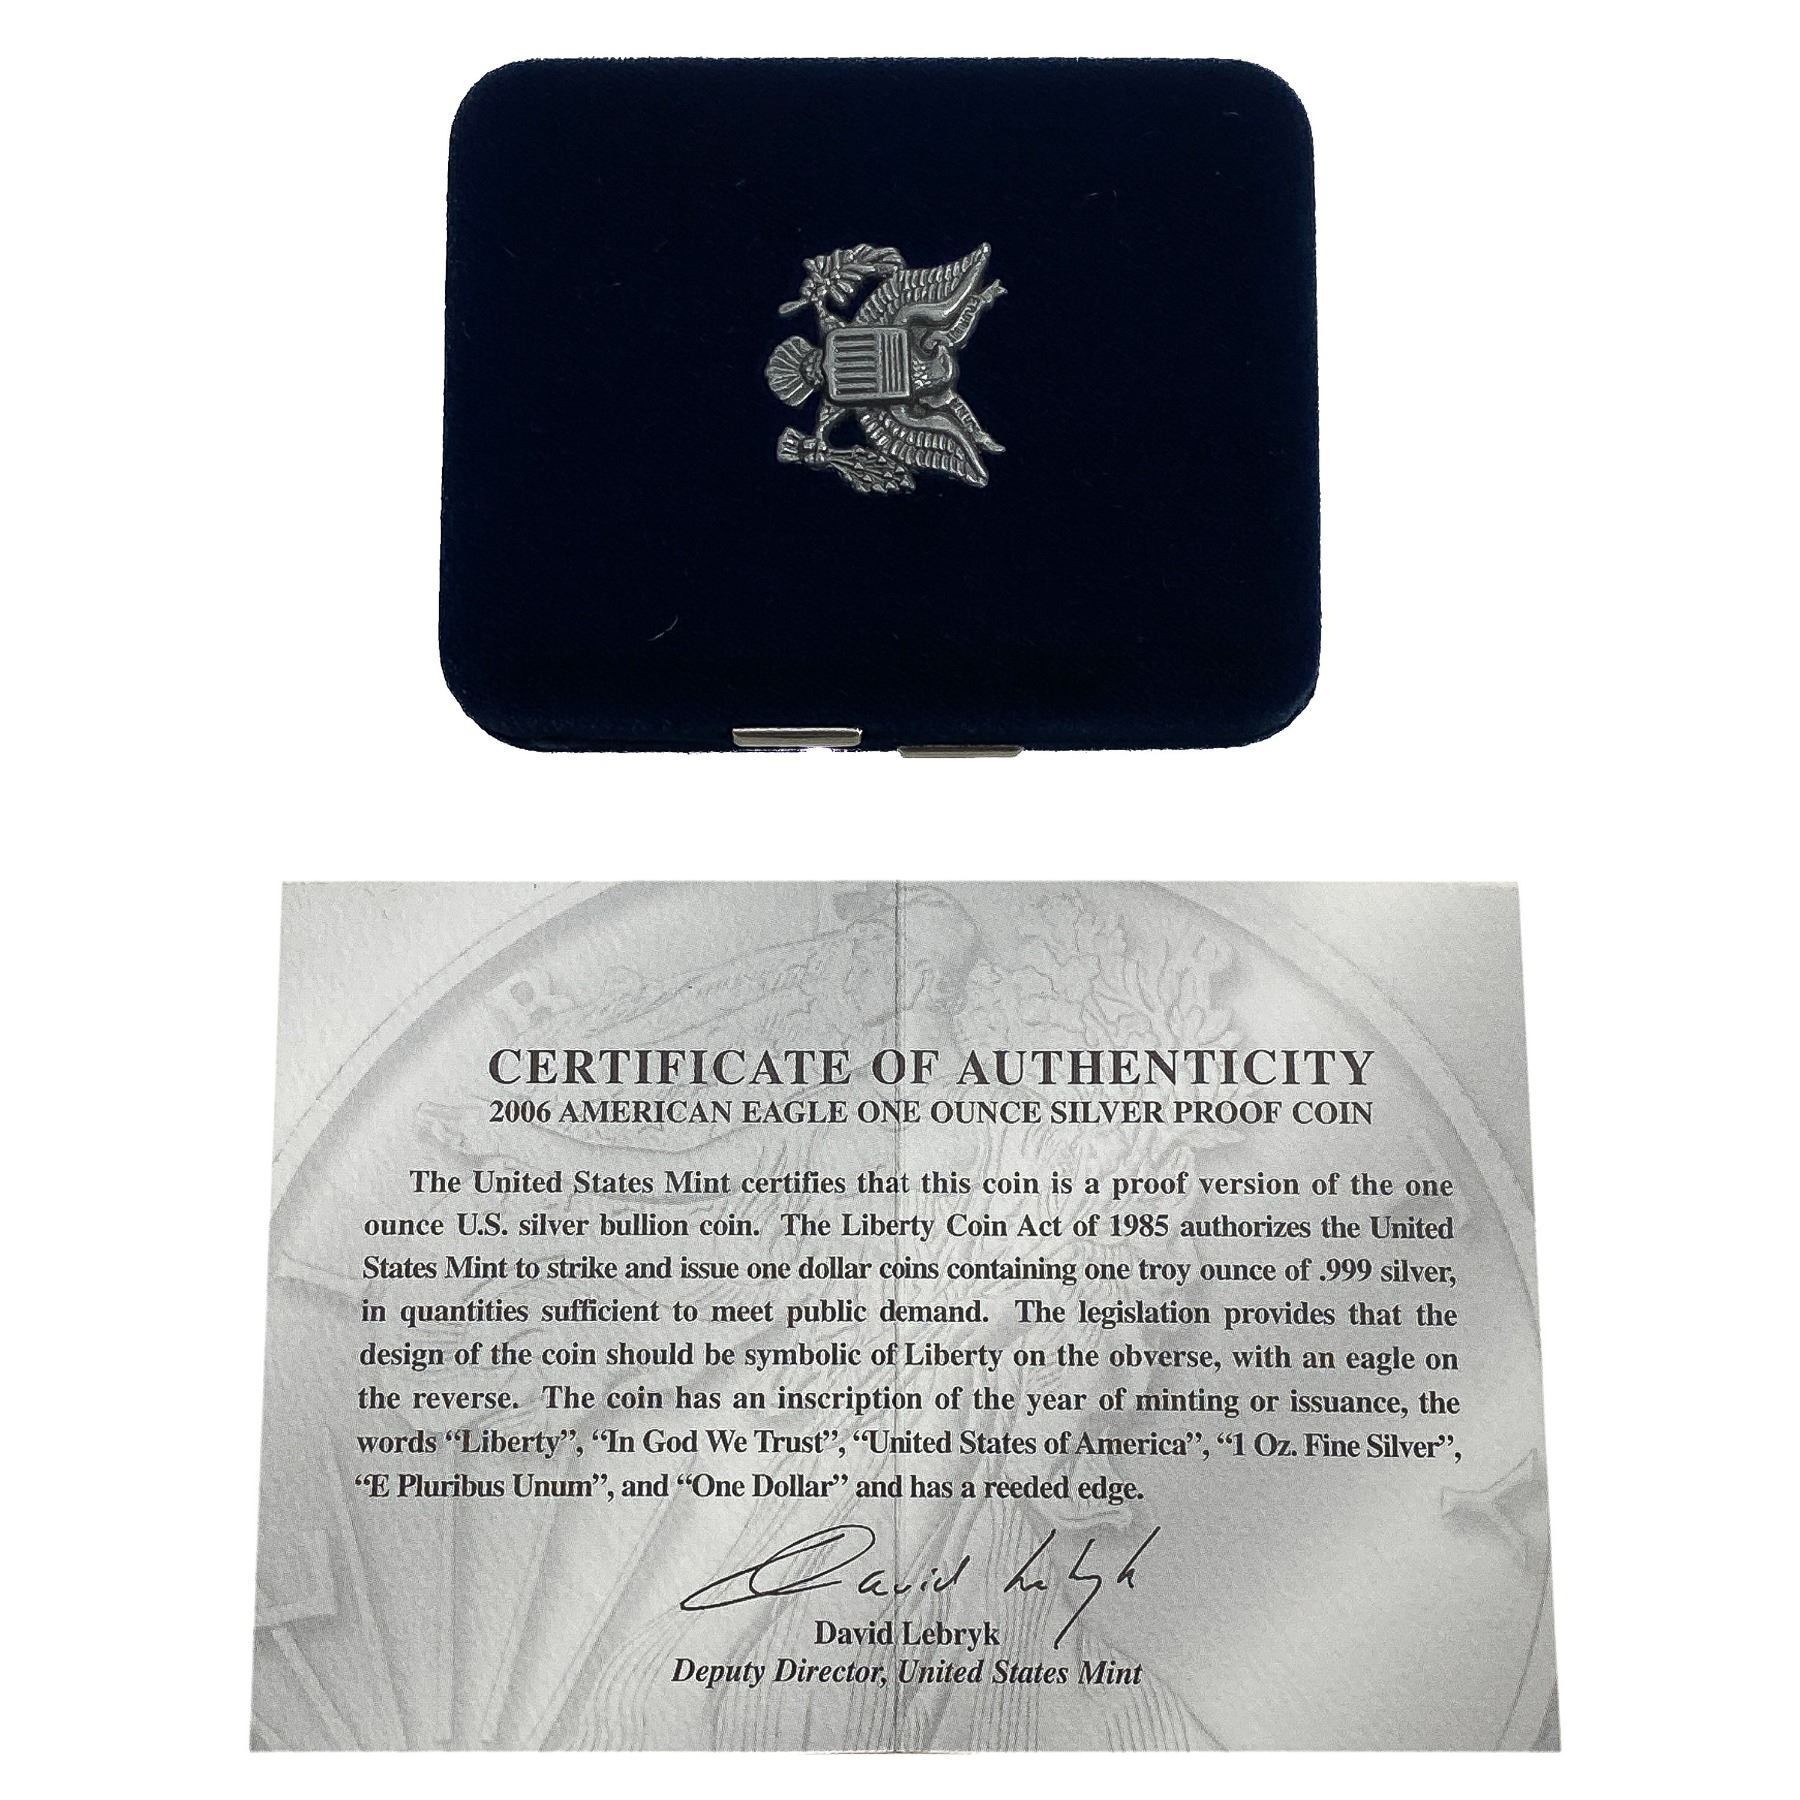 CERTIFICATE OF AUTHENTICITY
2006 AMERICAN EAGLE ONE OUNCE SILVER PROOF COIN
The United States Mint certifies that this coin is a proof version of the one
ounce U.S. silver bullion coin. The Liberty Coin Act of 1985 authorizes the United
States Mint to strike and issue one dollar coins containing one troy ounce of .999 silver,
in quantities sufficient to meet public demand. The legislation provides that the
design of the coin should be symbolic of Liberty on the obverse, with an eagle on
the reverse. The coin has an inscription of the year of minting or issuance, the
words “Liberty”, “In God We Trust”, “United States of America”, “1 Oz. Fine Silver”,
“E Pluribus Unum”, and “One Dollar” and has a reeded edge.
David Lebryk
David Lebryk
Deputy Director, United States Mint